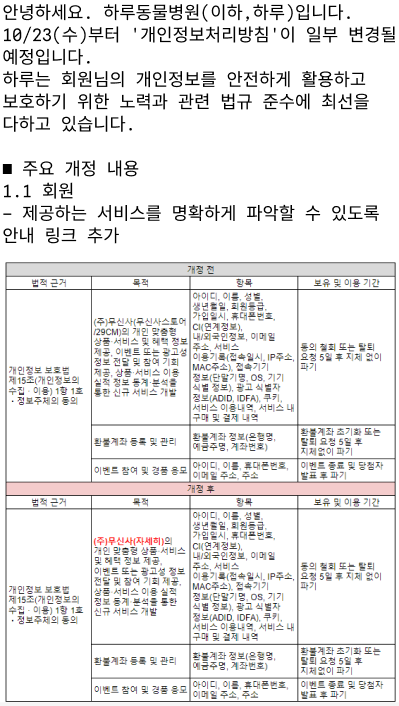 안녕하세요. 하루동물병원(이하,하루)입니다.
10/23(수)부터 '개인정보처리방침'이 일부 변경될
예정입니다.
하루는 회원님의 개인정보를 안전하게 활용하고
보호하기 위한 노력과 관련 법규 준수에 최선을
다하고 있습니다.
■ 주요 개정 내용
1.1 회원
- 제공하는 서비스를 명확하게 파악할 수 있도록
안내 링크 추가
개정 전
법적 근거 목적 항목 보유 및 이용 기간
개인정보 보호법
제15조(개인정보의
수집·이용) 1항 1호
·정보주체의 동의
(주)무신사(무신사스토어
/29CM)의 개인 맞춤형
상품·서비스 및 혜택 정보
제공, 이벤트 또는 광고성
정보 전달 및 참여 기회
제공, 상품·서비스 이용
실적 정보 통계·분석을
통한 신규 서비스 개발
아이디, 이름, 성별,
생년월일, 회원등급,
가입일시, 휴대폰번호,
CI(연계정보),
내/외국인정보, 이메일
주소, 서비스
이용기록(접속일시, IP주소,
MAC주소), 접속기기
정보(단말기명, OS, 기기
식별 정보), 광고 식별자
정보(ADID, IDFA), 쿠키,
서비스 이용내역, 서비스 내
구매 및 결제 내역
동의 철회 또는 탈퇴
요청 5일 후 지체 없이
파기
환불계좌 등록 및 관리
환불계좌 정보(은행명,
예금주명, 계좌번호)
환불계좌 초기화 또는
탈퇴 요청 5일 후
지체없이 파기
이벤트 참여 및 경품 응모
아이디, 이름, 휴대폰번호,
이메일 주소, 주소
이벤트 종료 및 당첨자
발표 후 파기
개정 후
법적 근거 목적 항목 보유 및 이용 기간
개인정보 보호법
제15조(개인정보의
수집·이용) 1항 1호
·정보주체의 동의
(주)무신사(자세히)의
개인 맞춤형 상품·서비스
및 혜택 정보 제공,
이벤트 또는 광고성 정보
전달 및 참여 기회 제공,
상품·서비스 이용 실적
정보 통계·분석을 통한
신규 서비스 개발
아이디, 이름, 성별,
생년월일, 회원등급,
가입일시, 휴대폰번호,
CI(연계정보),
내/외국인정보, 이메일
주소, 서비스
이용기록(접속일시, IP주소,
MAC주소), 접속기기
정보(단말기명, OS, 기기
식별 정보), 광고 식별자
정보(ADID, IDFA), 쿠키,
서비스 이용내역, 서비스 내
구매 및 결제 내역
동의 철회 또는 탈퇴
요청 5일 후 지체 없이
파기
환불계좌 등록 및 관리
환불계좌 정보(은행명,
예금주명, 계좌번호)
환불계좌 초기화 또는
탈퇴 요청 5일 후
지체없이 파기
이벤트 참여 및 경품 응모
아이디, 이름, 휴대폰번호,
이메일 주소, 주소
이벤트 종료 및 당첨자
발표 후 파기